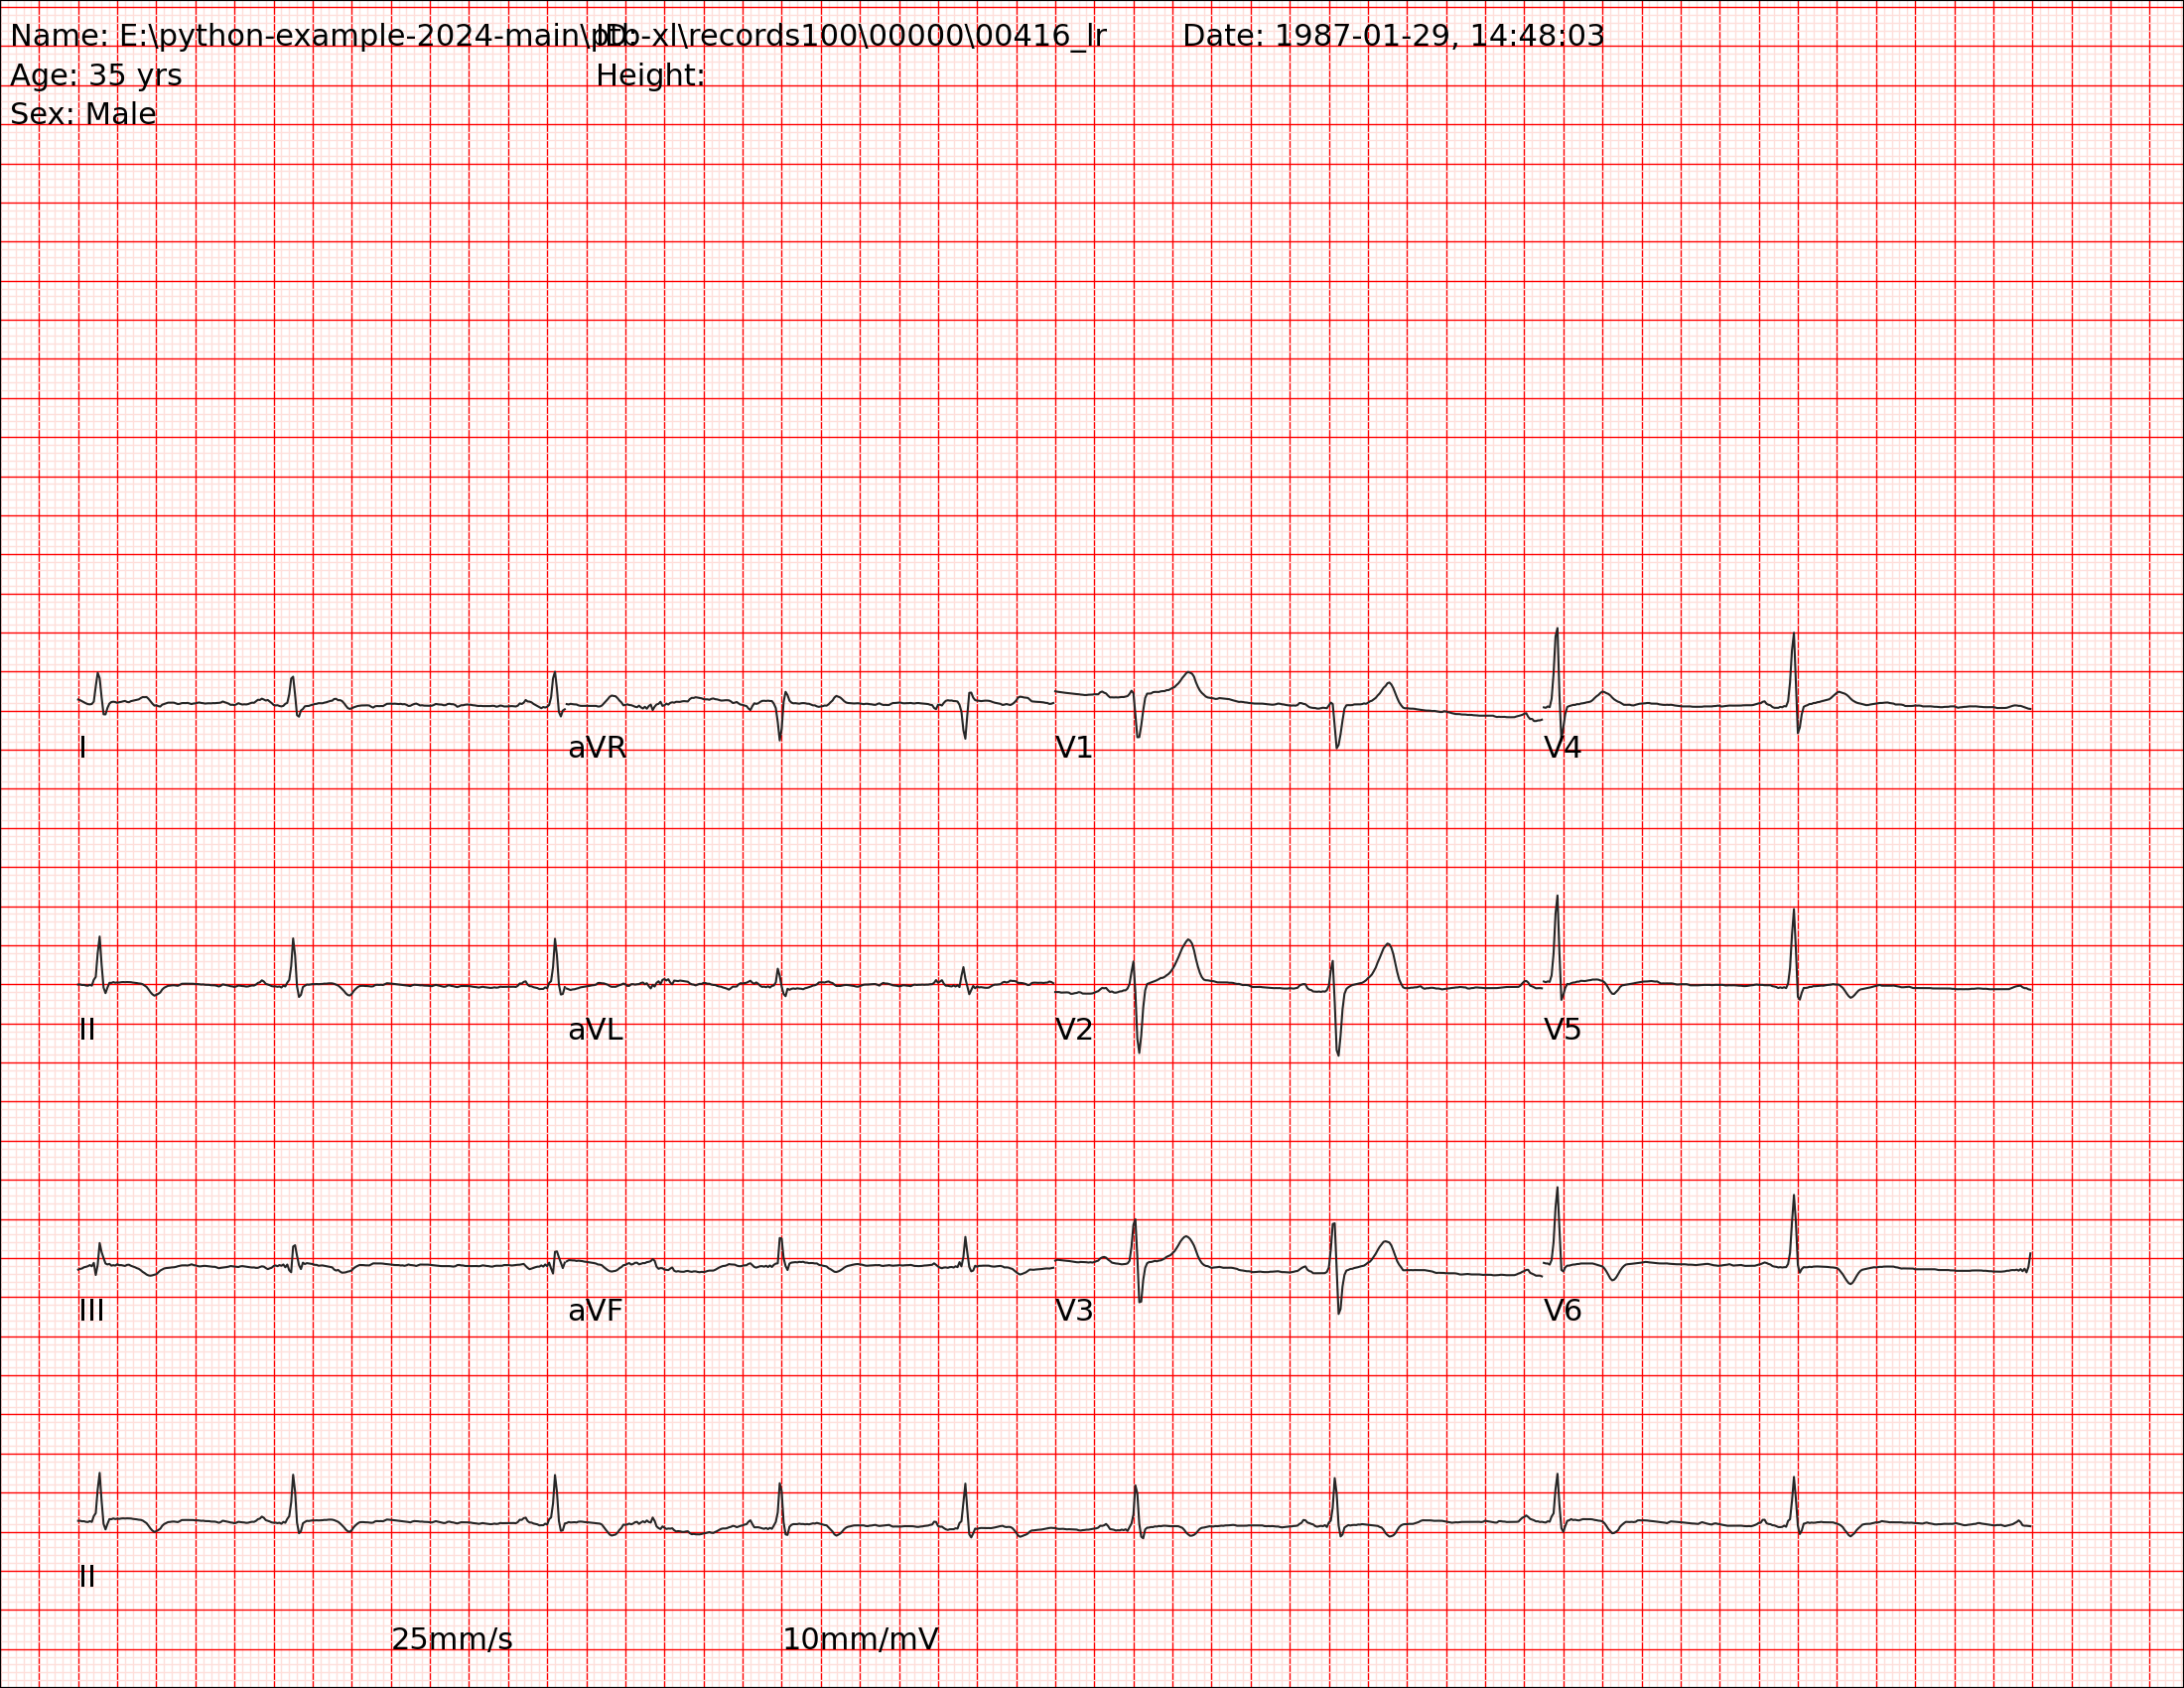 Name: E:\python-example-2024-main\ptb-xl\records100\00000\00416_lr ID: Date: 1987-01-29, 14:48:03
Age: 35 yrs Height:
Sex: Male
I aVR V1 V4
II aVL V2 V5
III aVF V3 V6
II
25mm/s 10mm/mV